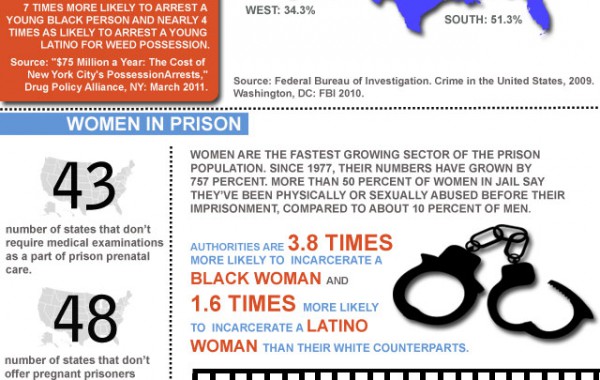 7 TIMES MORE LIKELY TO ARREST A
YOUNG BLACK PERSON AND NEARLY 4
TIMES AS LIKELY TO ARREST A YOUNG
LATINO FOR WEED POSSESSION.
Source: "$75 Million a Year: The Cost of
New York City's PossessionArrests,"
Drug Policy Alliance, NY: March 2011.
WEST: 34.3%
SOUTH: 51.3%
Source: Federal Bureau of Investigation. Crime in the United States, 2009.
Washington, DC: FBI 2010.
WOMEN IN PRISON
43
number of states that don't
require medical examinations
as a part of prison prenatal
care.
48
number of states that don't
offer pregnant prisoners
WOMEN ARE THE FASTEST GROWING SECTOR OF THE PRISON
POPULATION. SINCE 1977, THEIR NUMBERS HAVE GROWN BY
757 PERCENT. MORE THAN 50 PERCENT OF WOMEN IN JAIL SAY
THEY'VE BEEN PHYSICALLY OR SEXUALLY ABUSED BEFORE THEIR
IMPRISONMENT, COMPARED TO ABOUT 10 PERCENT OF MEN.
AUTHORITIES ARE 3.8 TIMES
MORE LIKELY TO INCARCERATE A
BLACK WOMAN AND
1.6 TIMES MORE LIKELY
TO INCARCERATE A LATINO
WOMAN THAN THEIR WHITE COUNTERPARTS.